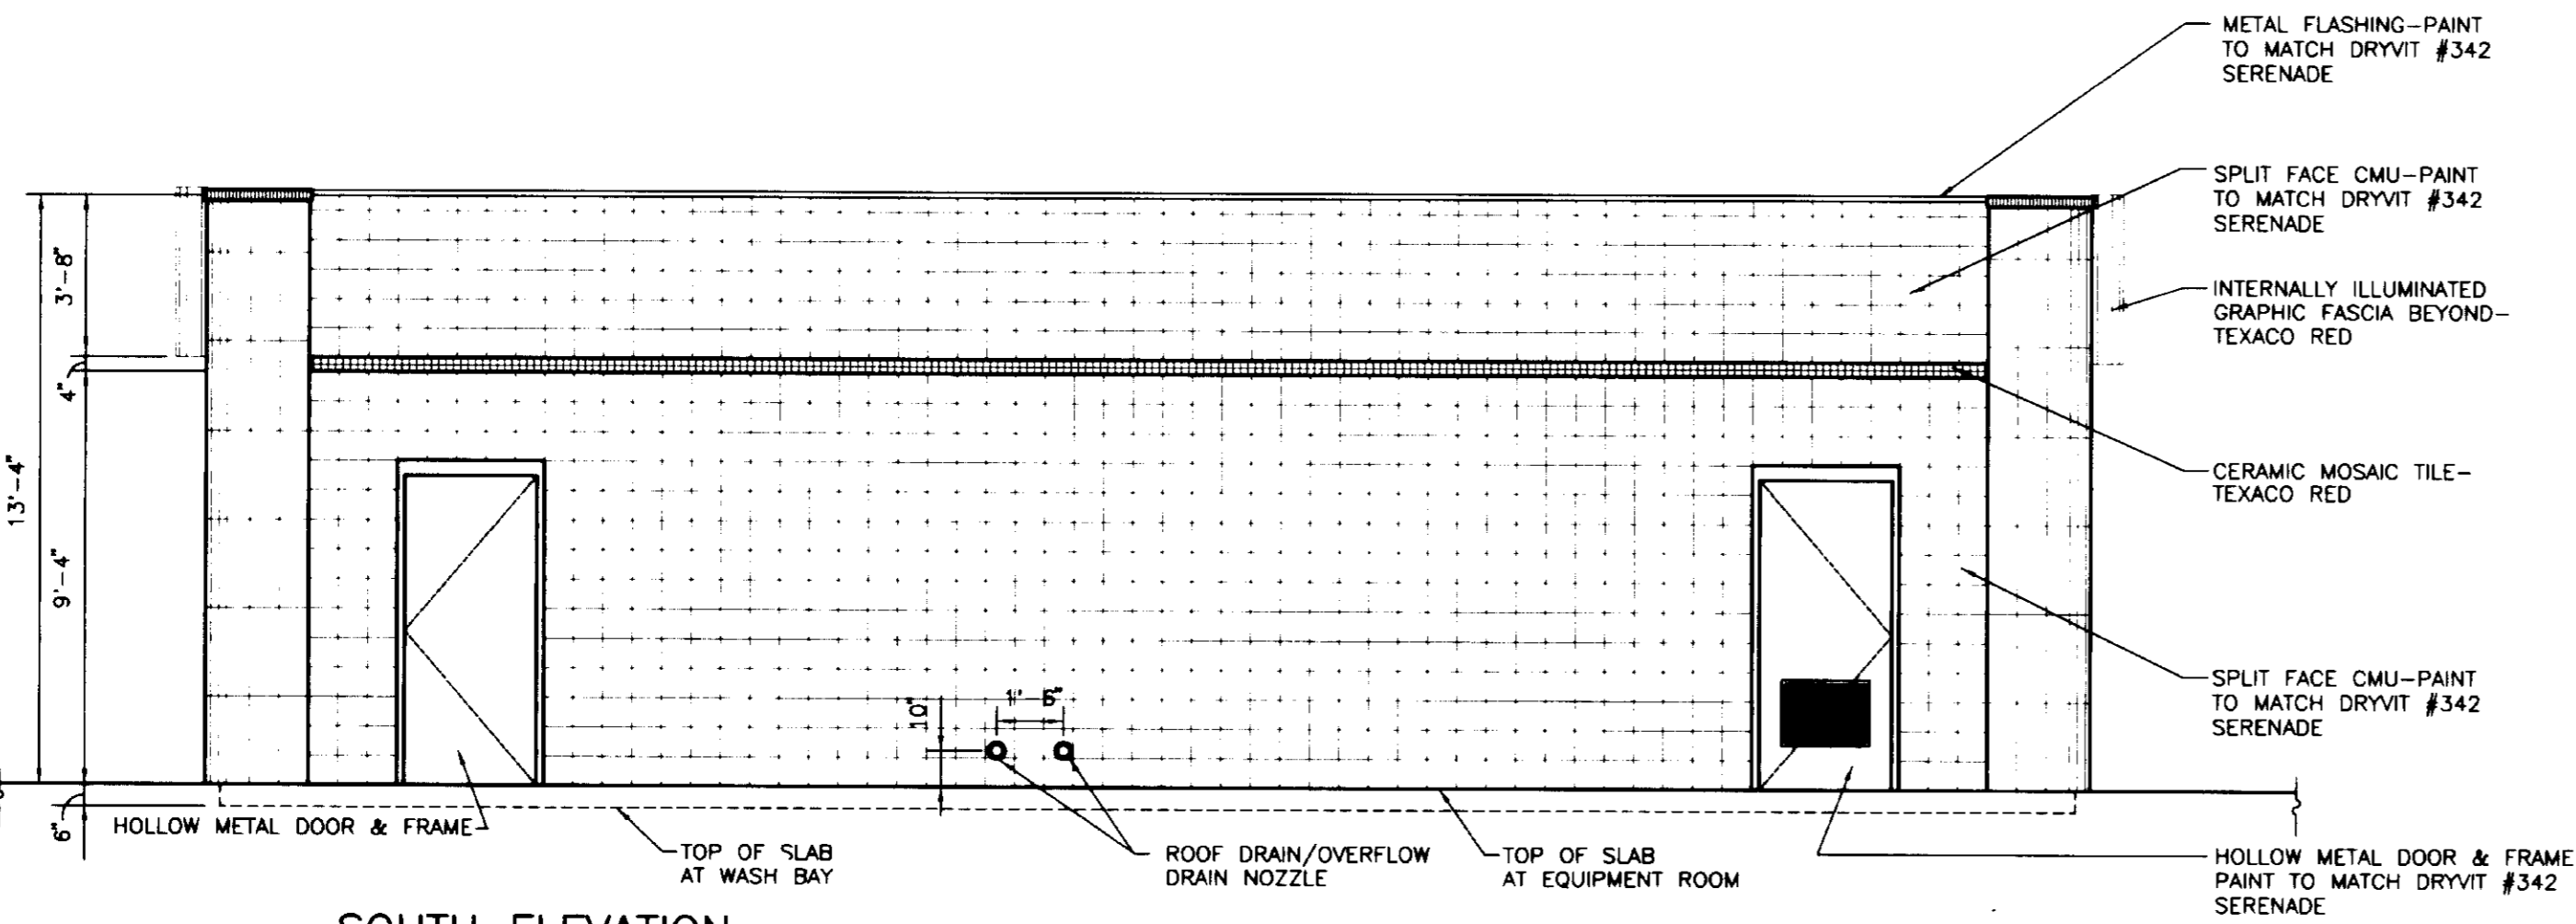 METAL FLASHING-PAINT
TO MATCH DRYVIT #342
SERENADE
SPLIT FACE CMU-PAINT
TO MATCH DRYVIT #342
SERENADE
INTERNALLY ILLUMINATED
GRAPHIC FASCIA BEYOND-
TEXACO RED
CERAMIC MOSAIC TILE-
TEXACO RED
SPLIT FACE CMU-PAINT
TO MATCH DRYVIT #342
SERENADE
HOLLOW METAL DOOR & FRAME
PAINT TO MATCH DRYVIT #342
SERENADE
13'-4"
3'-8"
4"
9'-4"
6"
10"
1'-6"
HOLLOW METAL DOOR & FRAME
TOP OF SLAB
AT WASH BAY
ROOF DRAIN/OVERFLOW
DRAIN NOZZLE
TOP OF SLAB
AT EQUIPMENT ROOM
SOUTH ELEVATION